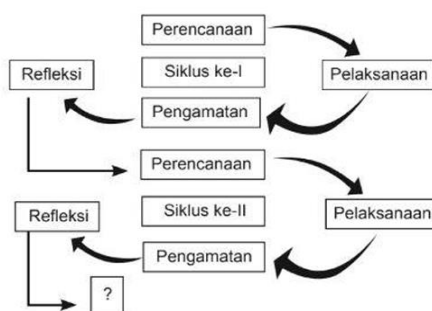 Perencanaan
Refleksi
Siklus ke-I
Pelaksanaan
Pengamatan
Perencanaan
Refleksi
Siklus ke-II
Pelaksanaan
Pengamatan
?